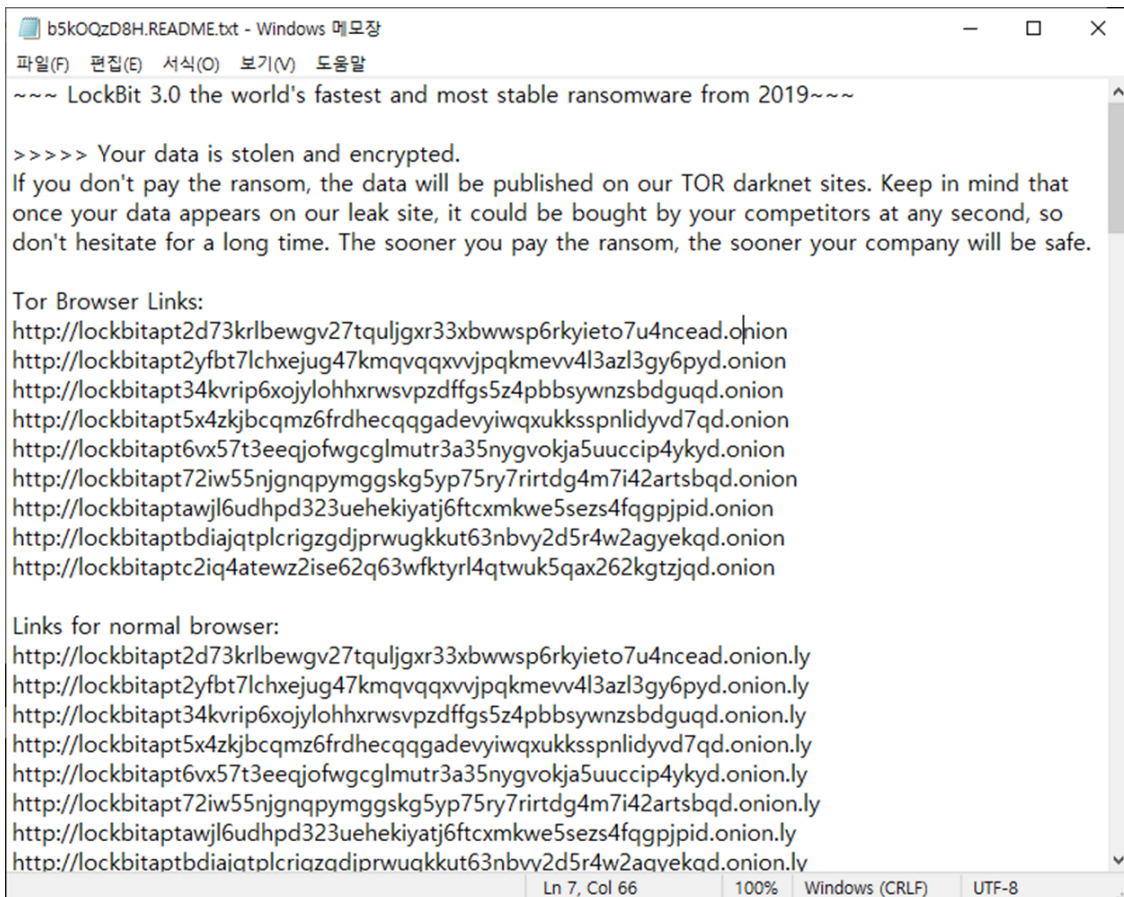 b5kOQzD8H.README.txt - Windows 메모장
파일(F) 편집(E) 서식(O) 보기(V) 도움말
~~~ LockBit 3.0 the world's fastest and most stable ransomware from 2019~~~
>>>>> Your data is stolen and encrypted.
If you don't pay the ransom, the data will be published on our TOR darknet sites. Keep in mind that
once your data appears on our leak site, it could be bought by your competitors at any second, so
don't hesitate for a long time. The sooner you pay the ransom, the sooner your company will be safe.
Tor Browser Links:
http://lockbitapt2d73krlbewgv27tquljgxr33xbwwsp6rkyieto7u4ncead.onion
http://lockbitapt2yfbt7lchxejug47kmqvqqxvvjpqkmevv4l3azl3gy6pyd.onion
http://lockbitapt34kvrip6xojylohhxrwsvpzdffgs5z4pbbsywnzsbdguqd.onion
http://lockbitapt5x4zkjbcqmz6frdhecqqgadevyiwqxukksspnlidyvd7qd.onion
http://lockbitapt6vx57t3eeqjofwgcglmutr3a35nygvokja5uuccip4ykyd.onion
http://lockbitapt72iw55njgnqpymggskg5yp75ry7rirtdg4m7i42artsbqd.onion
http://lockbitaptawjl6udhpd323uehekiyatj6ftcxmkwe5sezs4fqgpjpid.onion
http://lockbitaptbdiajqtplcrigzgdjprwugkkut63nbvy2d5r4w2agyekqd.onion
http://lockbitaptc2iq4atewz2ise62q63wfktyrl4qtwuk5qax262kgtzjqd.onion
Links for normal browser:
http://lockbitapt2d73krlbewgv27tquljgxr33xbwwsp6rkyieto7u4ncead.onion.ly
http://lockbitapt2yfbt7lchxejug47kmqvqqxvvjpqkmevv4l3azl3gy6pyd.onion.ly
http://lockbitapt34kvrip6xojylohhxrwsvpzdffgs5z4pbbsywnzsbdguqd.onion.ly
http://lockbitapt5x4zkjbcqmz6frdhecqqgadevyiwqxukksspnlidyvd7qd.onion.ly
http://lockbitapt6vx57t3eeqjofwgcglmutr3a35nygvokja5uuccip4ykyd.onion.ly
http://lockbitapt72iw55njgnqpymggskg5yp75ry7rirtdg4m7i42artsbqd.onion.ly
http://lockbitaptawjl6udhpd323uehekiyatj6ftcxmkwe5sezs4fqgpjpid.onion.ly
http://lockbitaptbdiajqtplcrigzgdjprwugkkut63nbvy2d5r4w2agyekqd.onion.ly
Ln 7, Col 66 100% Windows (CRLF) UTF-8